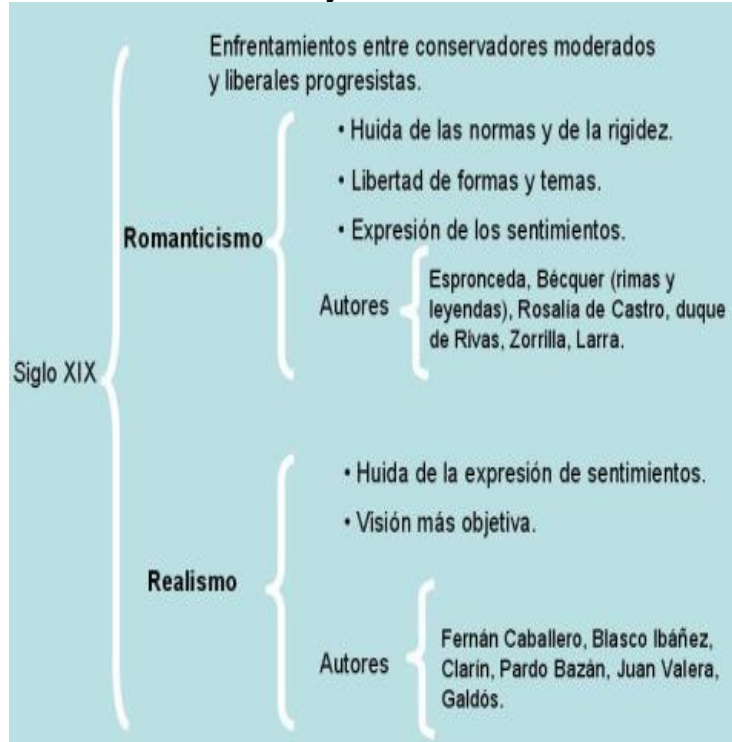 Enfrentamientos entre conservadores moderados
y liberales progresistas.
• Huida de las normas y de la rigidez.
• Libertad de formas y temas.
Romanticismo
• Expresión de los sentimientos.
Autores
Espronceda, Bécquer (rimas y
leyendas), Rosalía de Castro, duque
de Rivas, Zorrilla, Larra.
Siglo XIX
• Huida de la expresión de sentimientos.
• Visión más objetiva.
Realismo
Autores
Fernán Caballero, Blasco Ibáñez,
Clarín, Pardo Bazán, Juan Valera,
Galdós.